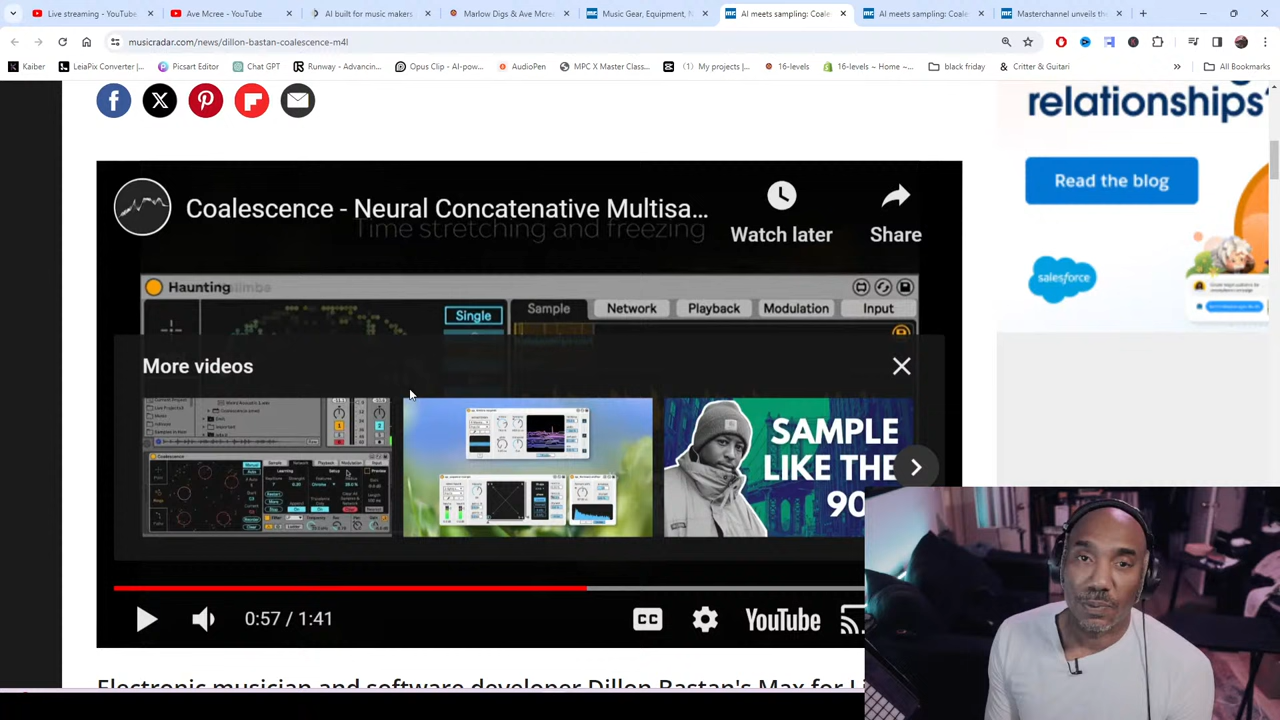 Live streaming - YouTube
Ave Mcree - YouTube
AI built for music makers
Marlow Digs & Ave Mcre
Music Gear, Equipment, N
AI meets sampling: Coale
AI meets sampling: Coale
Masterchannel unveils th
musicradar.com/news/dillon-bastan-coalescence-m4l
Kaiber
LeiaPix Converter |...
Picsart Editor
Chat GPT
Runway - Advancin...
Opus Clip - AI-pow...
AudioPen
MPC X Master Class...
(1) My projects |...
16-levels
16-levels ~ Home ~...
black friday
Critter & Guitari
All Bookmarks
relationships'
Read the blog
salesforce
Coalescence - Neural Concatenative Multisa...
Watch later
Share
Time stretching and freezing
Haunting
Single
Sample
Network
Playback
Modulation
Input
More videos
SAMPLE
LIKE THE
90
0:57 / 1:41
CC
YouTube
Electronic musician and software developer Dillon Bastan's Max for Li